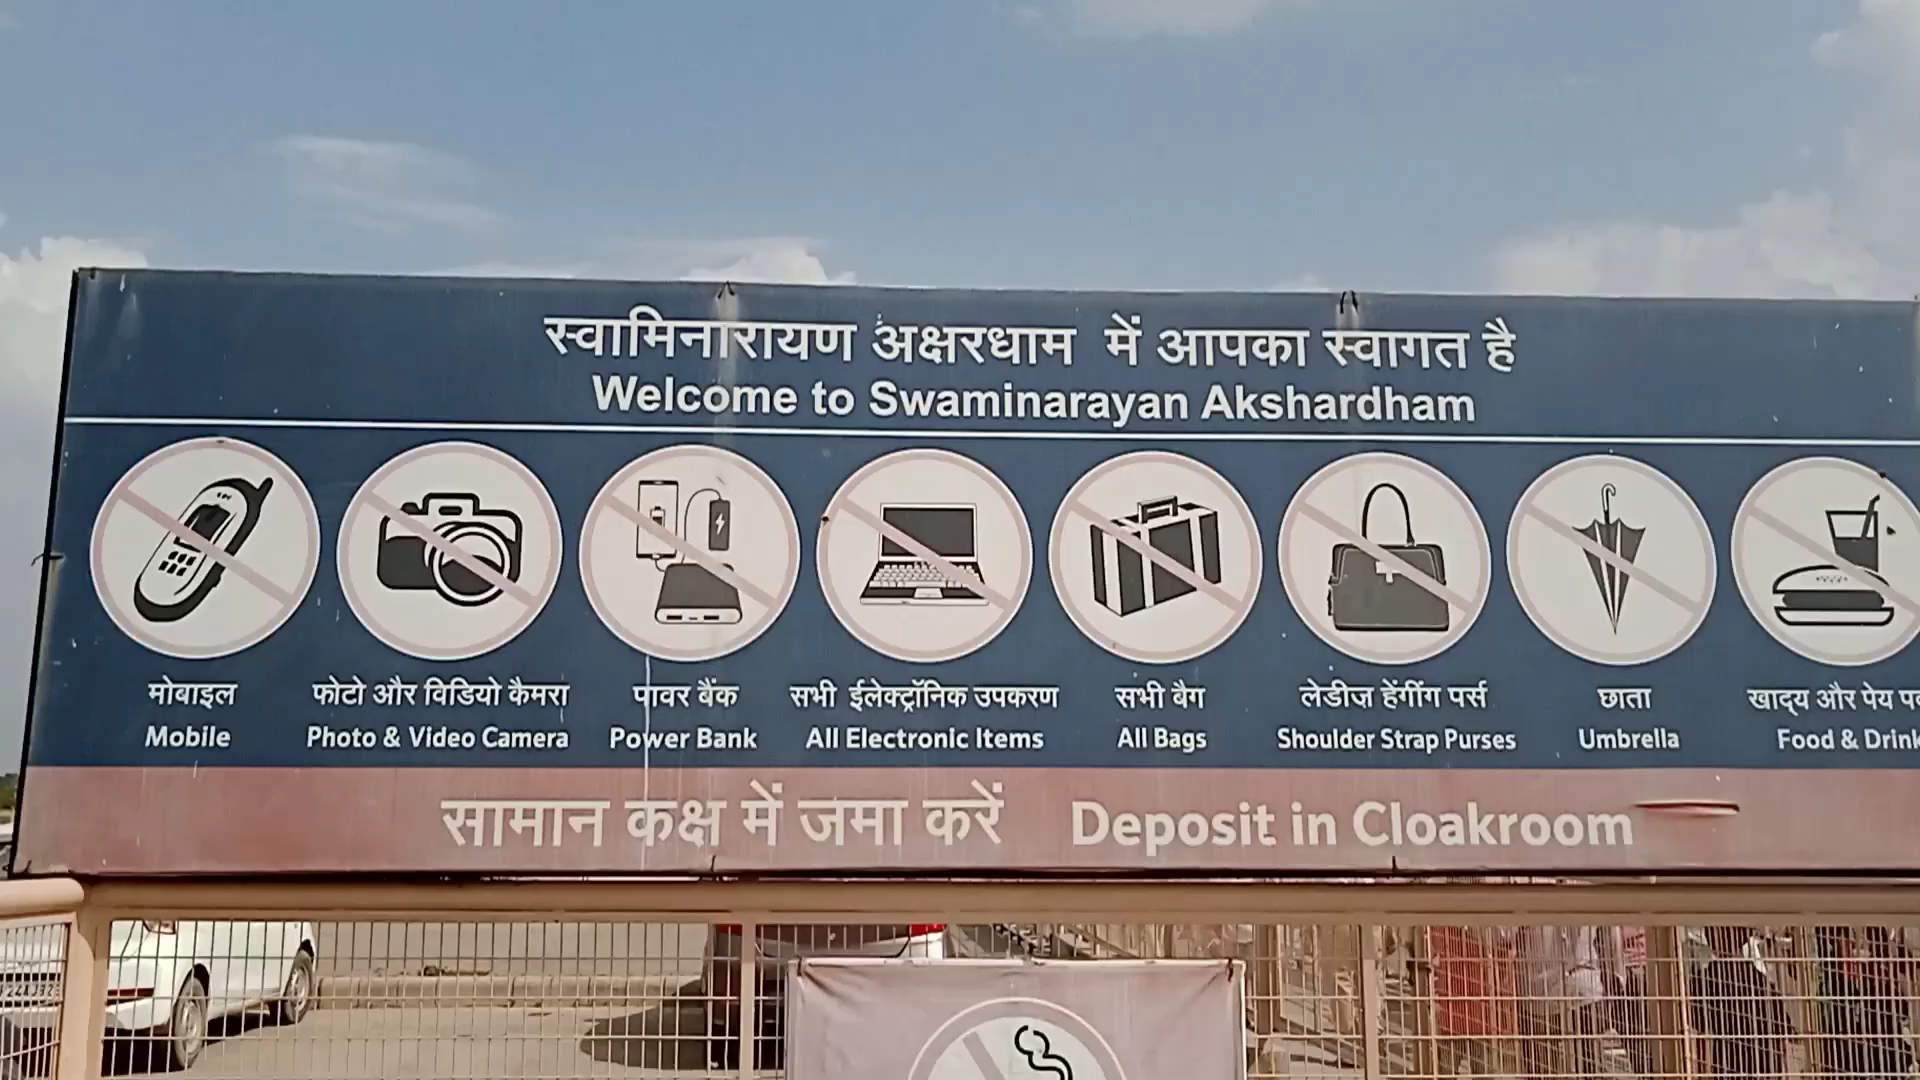 स्वामिनारायण अक्षरधाम में आपका स्वागत है
Welcome to Swaminarayan Akshardham
मोबाइल
Mobile
फोटो और विडियो कैमरा
Photo & Video Camera
पावर बैंक
Power Bank
सभी ईलेक्ट्रॉनिक उपकरण
All Electronic Items
सभी बैग
All Bags
लेडीज़ हेंगींग पर्स
Shoulder Strap Purses
छाता
Umbrella
खाद्य और पेय
Food & Drink
सामान कक्ष में जमा करें Deposit in Cloakroom